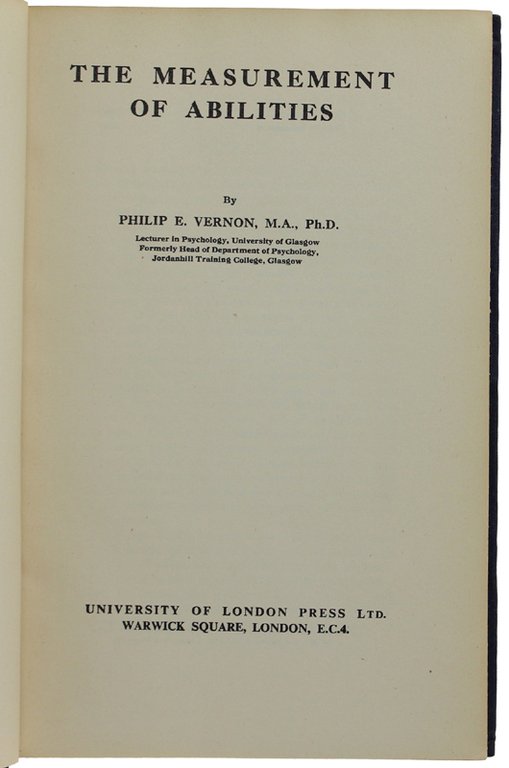 THE MEASUREMENT
OF ABILITIES
By
PHILIP E. VERNON, M.A., Ph.D.
Lecturer in Psychology, University of Glasgow
Formerly Head of Department of Psychology,
Jordanhill Training College, Glasgow
UNIVERSITY OF LONDON PRESS LTD.
WARWICK SQUARE, LONDON, E.C.4.